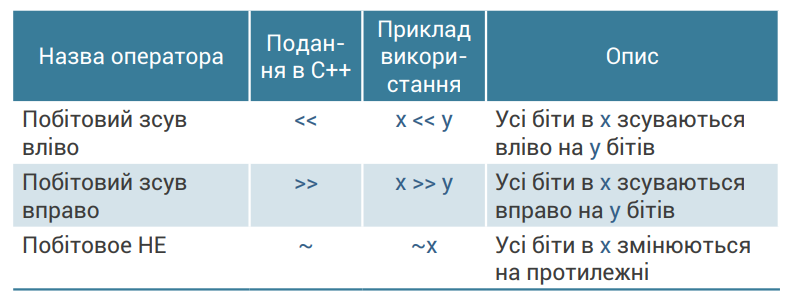 Назва оператора
Подан-
ня в C++
Приклад
викори-
стання
Опис
Побітовий зсув
вліво
<<
x << y
Усі біти в x зсуваються
вліво на y бітів
Побітовий зсув
вправо
>>
x >> y
Усі біти в x зсуваються
вправо на y бітів
Побітовое НЕ
~
~x
Усі біти в x змінюються
на протилежні